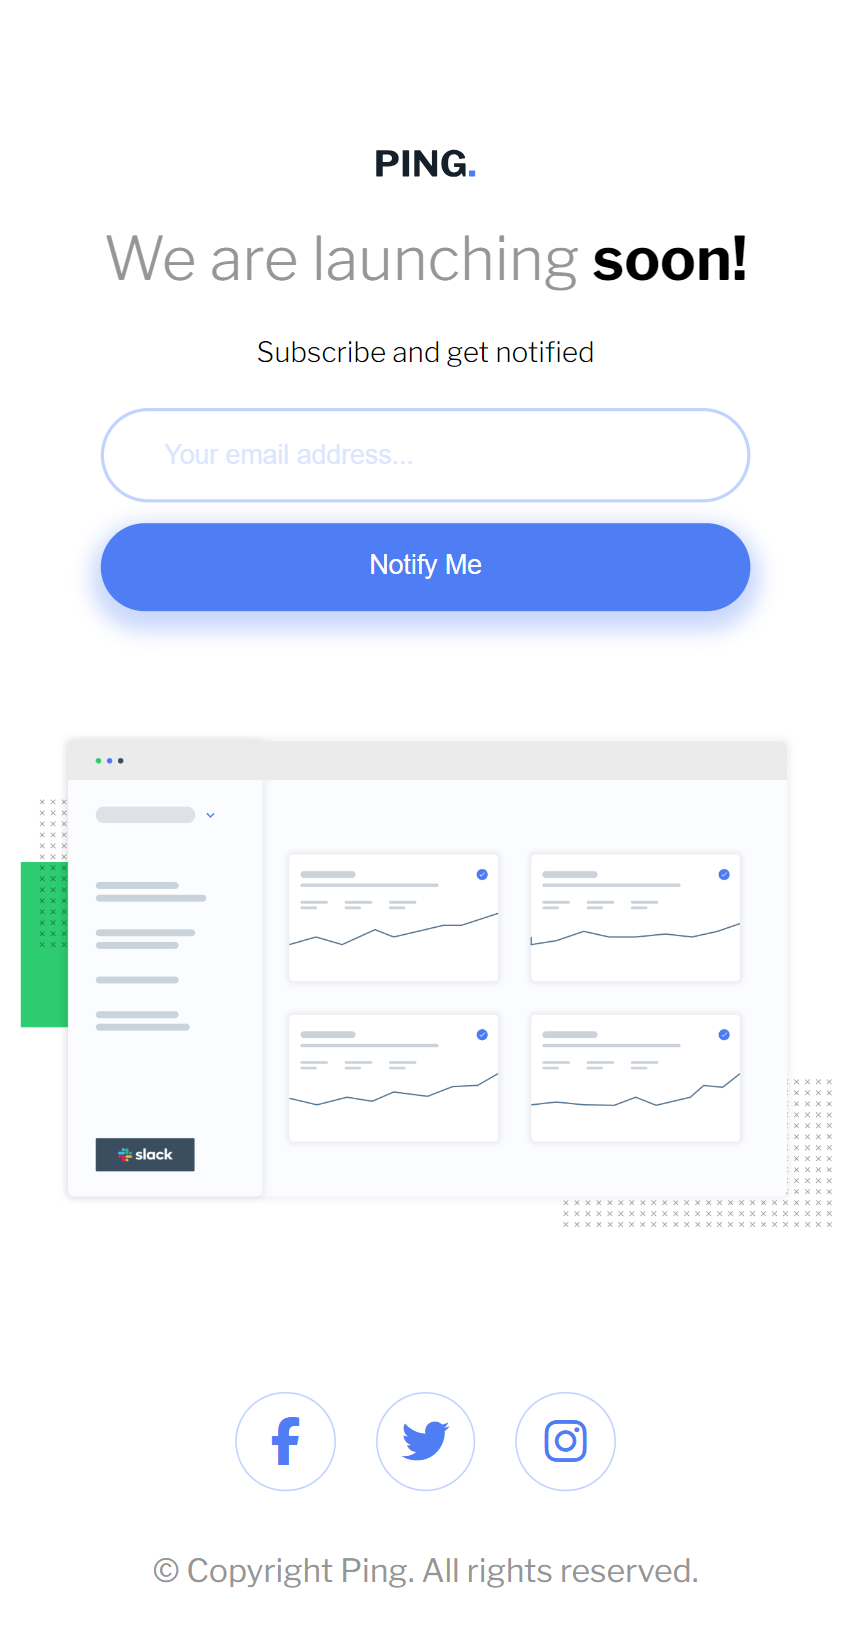 PING.
We are launching soon!
Subscribe and get notified
Your email address...
Notify Me
slack
© Copyright Ping. All rights reserved.